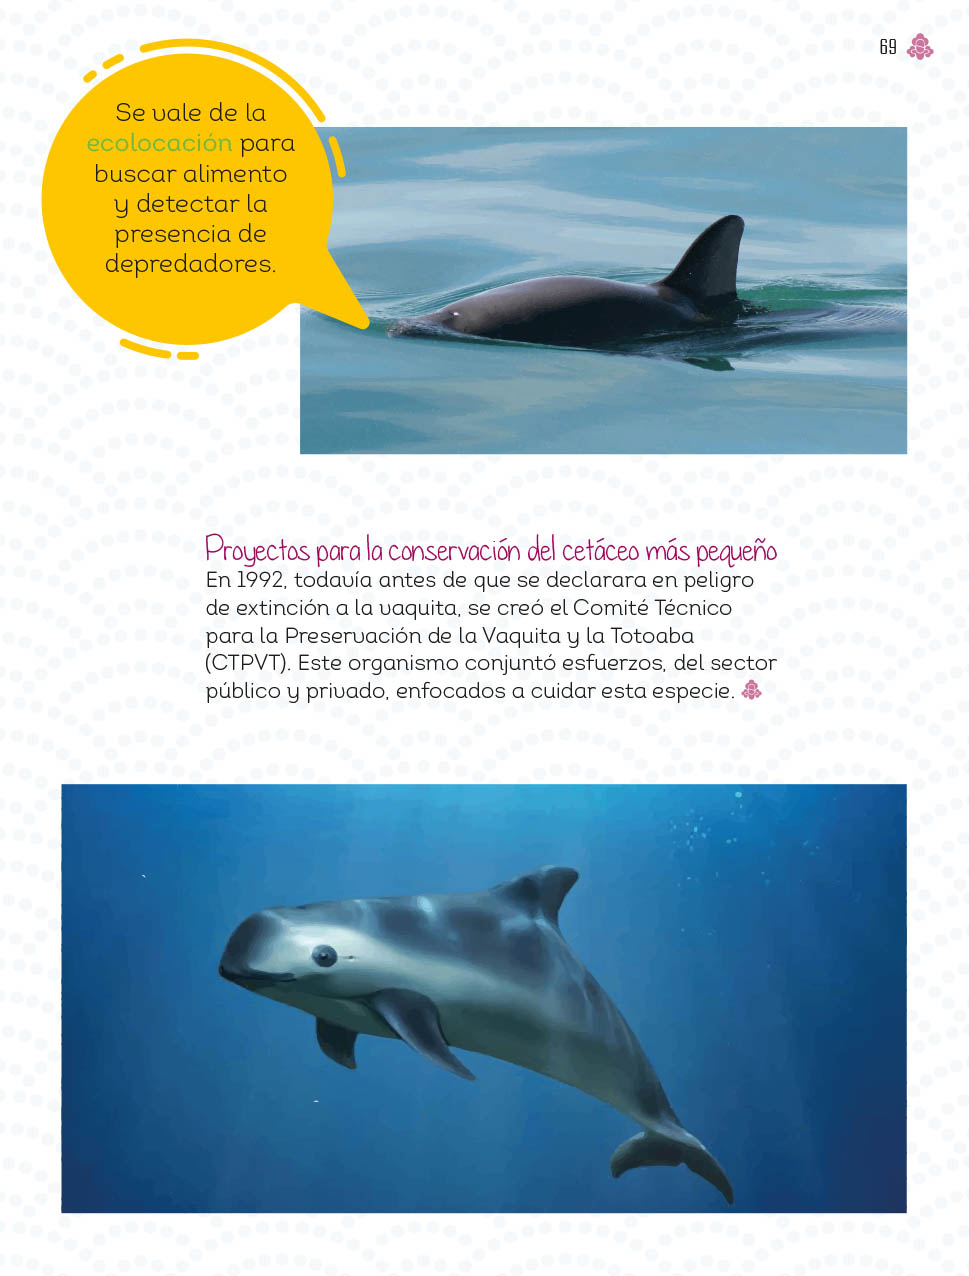 69
Se vale de la
ecolocación para
buscar alimento
y detectar la
presencia de
depredadores.
Proyectos para la conservación del cetáceo más pequeño
En 1992, todavía antes de que se declarara en peligro
de extinción a la vaquita, se creó el Comité Técnico
para la Preservación de la Vaquita y la Totoaba
(CTPVT). Este organismo conjuntó esfuerzos, del sector
público y privado, enfocados a cuidar esta especie.